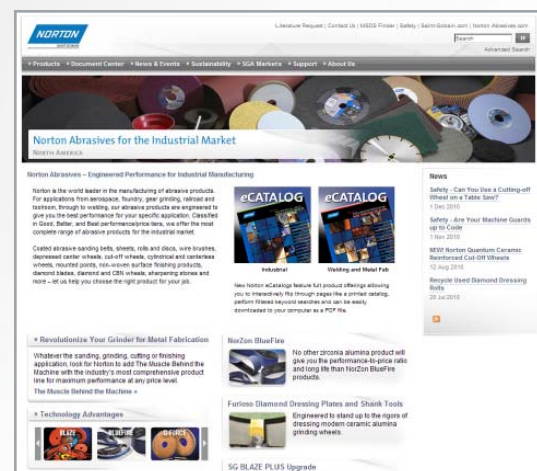 NORTON
SAINT-GOBAIN
Literature Request | Contact Us | MSDS Finder | Safety | Saint-Gobain.com | Norton Abrasives.com
Search
Advanced Search
Products Document Center News & Events Sustainability SGA Markets Support About Us
Norton Abrasives for the Industrial Market
NORTH AMERICA
Norton Abrasives – Engineered Performance for Industrial Manufacturing
Norton is the world leader in the manufacturing of abrasive products.
For applications from aerospace, foundry, gear grinding, railroad and
toolroom, through to welding, our abrasive products are engineered to
give you the best performance for your specific application. Classified
in Good, Better, and Best performance/price tiers, we offer the most
complete range of abrasive products for the industrial market.
Coated abrasive sanding belts, sheets, rolls and discs, wire brushes,
depressed center wheels, cut-off wheels, cylindrical and centerless
wheels, mounted points, non-woven surface finishing products,
diamond blades, diamond and CBN wheels, sharpening stones and
more – let us help you choose the right product for your job.
eCATALOG
eCATALOG
Industrial
Welding and Metal Fab
New Norton eCatalogs feature full product offerings allowing
you to interactively flip through pages like a printed catalog,
perform filtered keyword searches and can be easily
downloaded to your computer as a PDF file.
News
Safety - Can You Use a Cutting-off
Wheel on a Table Saw?
1 Dec 2010
Safety - Are Your Machine Guards
up to Code
1 Nov 2010
NEW! Norton Quantum Ceramic
Reinforced Cut-Off Wheels
12 Aug 2010
Recycle Used Diamond Dressing
Rolls
20 Jul 2010
Revolutionize Your Grinder for Metal Fabrication
Whatever the sanding, grinding, cutting or finishing
application, look for Norton to add The Muscle Behind the
Machine with the industry's most comprehensive product
line for maximum performance at any price level.
The Muscle Behind the Machine »
Technology Advantages
BLAZE
BLUEFIRE
Q-FORCE
NorZon BlueFire
No other zirconia alumina product will
give you the performance-to-price ratio
and long life than NorZon BlueFire
products.
Furioso Diamond Dressing Plates and Shank Tools
Engineered to stand up to the rigors of
dressing modern ceramic alumina
grinding wheels.
SG BLAZE PLUS Upgrade